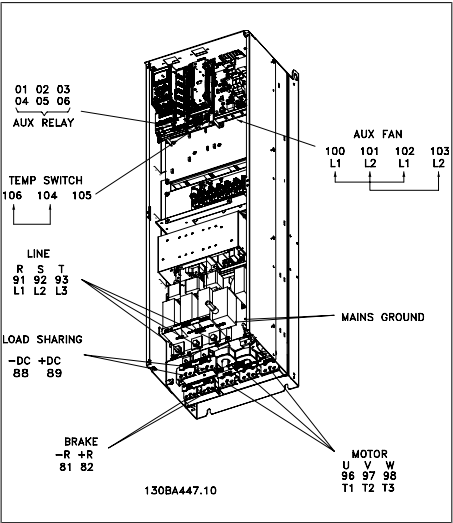 01 02 03
04 05 06
AUX RELAY
AUX FAN
100 101 102 103
L1 L2 L1 L2
TEMP SWITCH
106 104 105
LINE
R S T
91 92 93
L1 L2 L3
MAINS GROUND
LOAD SHARING
-DC +DC
88 89
BRAKE
-R +R
81 82
MOTOR
U V W
96 97 98
T1 T2 T3
130BA447.10